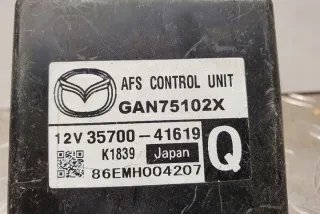 AFS CONTROL UNIT
GAN75102X
12V 35700-41619
K1839 Japan Q
86EMH004207